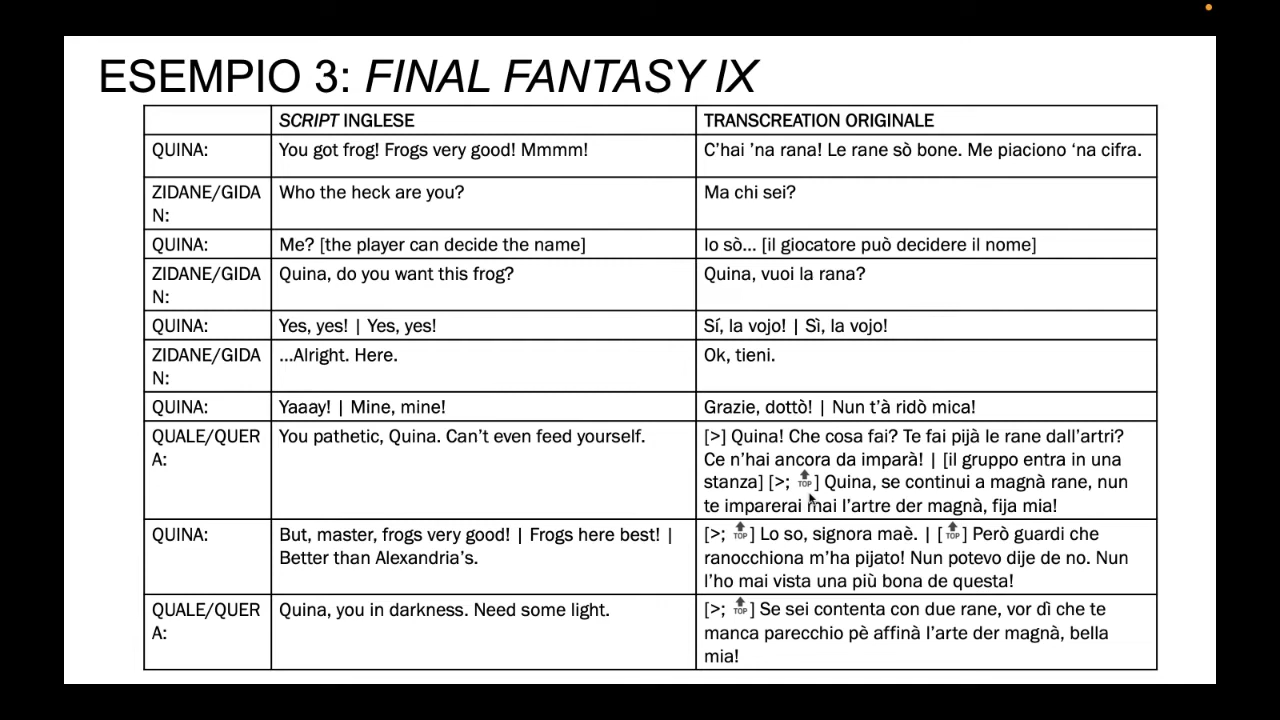 ESEMPIO 3: FINAL FANTASY IX
SCRIPT INGLESE
TRANSCREATION ORIGINALE
QUINA:
You got frog! Frogs very good! Mmmm!
C’hai ’na rana! Le rane sò bone. Me piaciono ‘na cifra.
ZIDANE/GIDA
N:
Who the heck are you?
Ma chi sei?
QUINA:
Me? [the player can decide the name]
Io sò… [il giocatore può decidere il nome]
ZIDANE/GIDA
N:
Quina, do you want this frog?
Quina, vuoi la rana?
QUINA:
Yes, yes! | Yes, yes!
Sí, la vojo! | Sì, la vojo!
ZIDANE/GIDA
N:
…Alright. Here.
Ok, tieni.
QUINA:
Yaaay! | Mine, mine!
Grazie, dottò! | Nun t’à ridò mica!
QUALE/QUER
A:
You pathetic, Quina. Can’t even feed yourself.
[>] Quina! Che cosa fai? Te fai pijà le rane dall’artri?
Ce n’hai ancora da imparà! | [il gruppo entra in una
stanza] [>; TOP] Quina, se continui a magnà rane, nun
te imparerai mai l’artre der magnà, fija mia!
QUINA:
But, master, frogs very good! | Frogs here best! |
Better than Alexandria’s.
[>; TOP] Lo so, signora maè. | [TOP] Però guardi che
ranocchiona m’ha pijato! Nun potevo dije de no. Nun
l’ho mai vista una più bona de questa!
QUALE/QUER
A:
Quina, you in darkness. Need some light.
[>; TOP] Se sei contenta con due rane, vor dì che te
manca parecchio pè affinà l’arte der magnà, bella
mia!